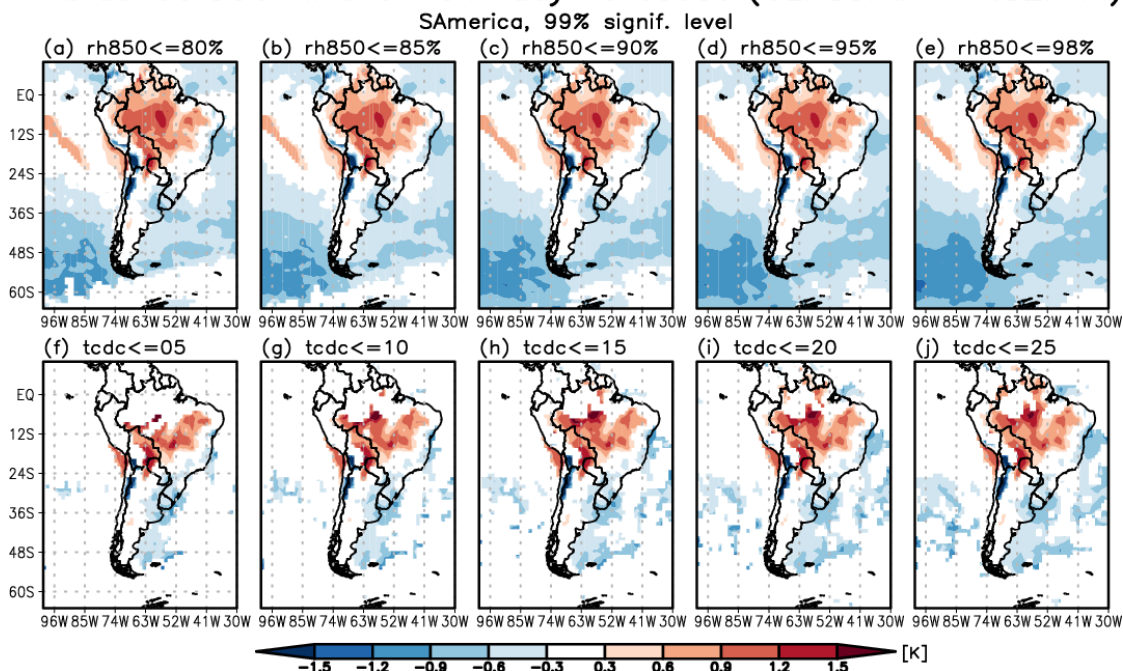 SAmerica, 99% signif. level
(a) rh850<=80% (b) rh850<=85% (c) rh850<=90% (d) rh850<=95% (e) rh850<=98%
EQ
12S
24S
36S
48S
60S
96W 85W 74W 63W 52W 41W 30W 96W 85W 74W 63W 52W 41W 30W 96W 85W 74W 63W 52W 41W 30W 96W 85W 74W 63W 52W 41W 30W 96W 85W 74W 63W 52W 41W 30W
(f) tcdc<=05 (g) tcdc<=10 (h) tcdc<=15 (i) tcdc<=20 (j) tcdc<=25
EQ
12S
24S
36S
48S
60S
96W 85W 74W 63W 52W 41W 30W 96W 85W 74W 63W 52W 41W 30W 96W 85W 74W 63W 52W 41W 30W 96W 85W 74W 63W 52W 41W 30W 96W 85W 74W 63W 52W 41W 30W
[K]
-1.5 -1.2 -0.9 -0.6 -0.3 0.3 0.6 0.9 1.2 1.5